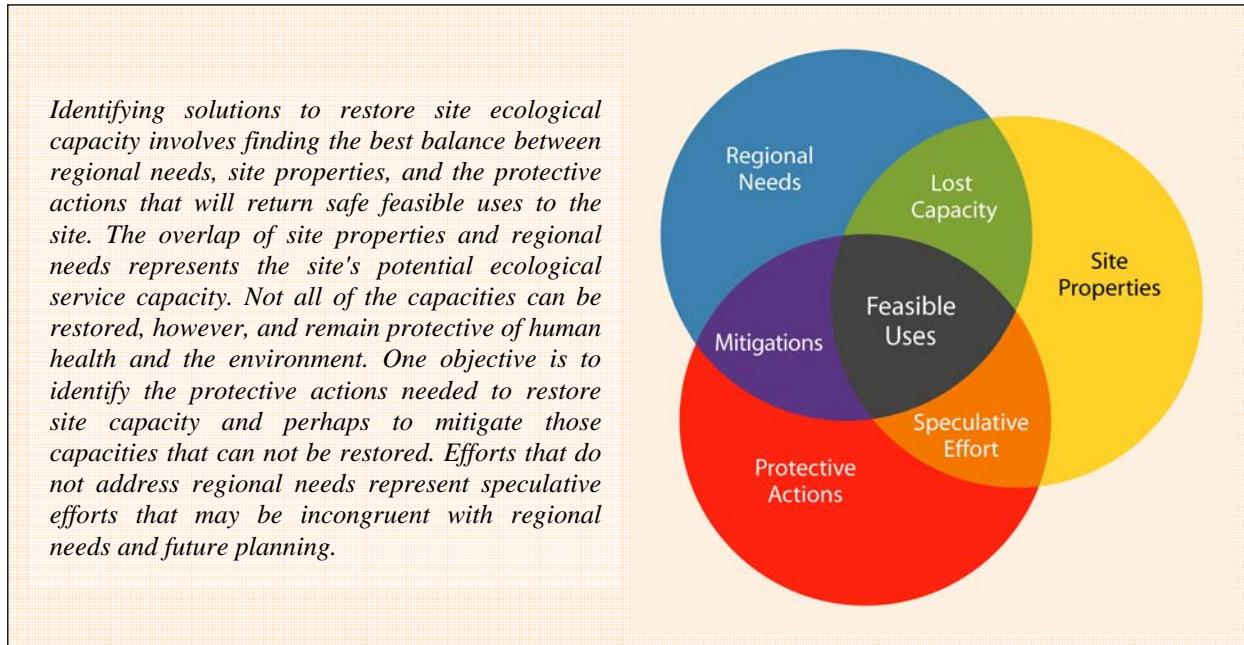 Identifying solutions to restore site ecological
capacity involves finding the best balance between
regional needs, site properties, and the protective
actions that will return safe feasible uses to the
site. The overlap of site properties and regional
needs represents the site's potential ecological
service capacity. Not all of the capacities can be
restored, however, and remain protective of human
health and the environment. One objective is to
identify the protective actions needed to restore
site capacity and perhaps to mitigate those
capacities that can not be restored. Efforts that do
not address regional needs represent speculative
efforts that may be incongruent with regional
needs and future planning.
Regional
Needs
Lost
Capacity
Site
Properties
Feasible
Uses
Mitigations
Speculative
Effort
Protective
Actions